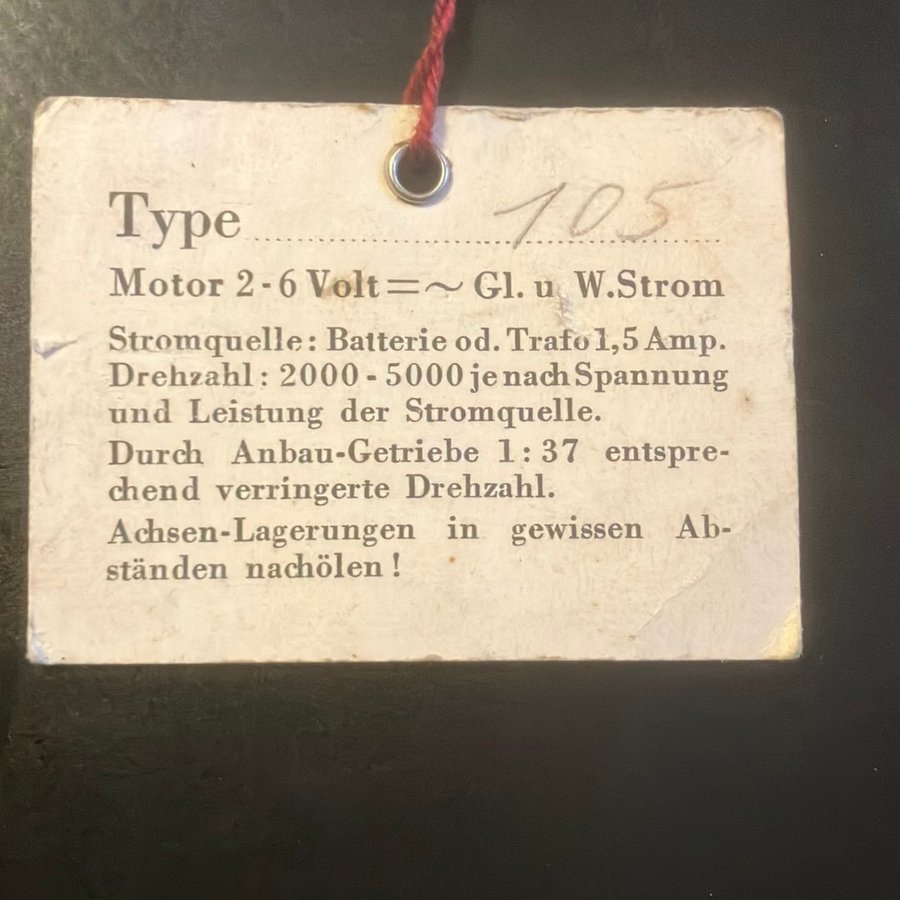 Type 105
Motor 2-6 Volt=~ Gl. u W.Strom
Stromquelle: Batterie od. Trafo 1,5 Amp.
Drehzahl: 2000 - 5000 je nach Spannung
und Leistung der Stromquelle.
Durch Anbau-Getriebe 1:37 entspre-
chend verringerte Drehzahl.
Achsen-Lagerungen in gewissen Ab-
ständen nachölen!